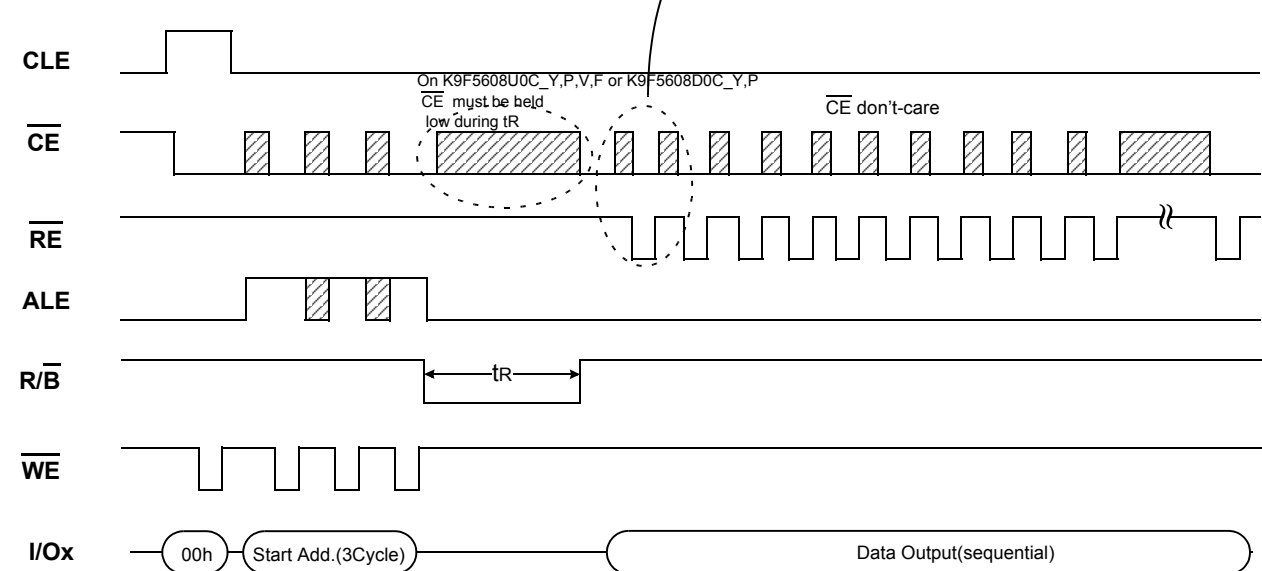 CLE
On K9F5608U0C_Y,P,V,F or K9F5608D0C_Y,P
CE must be held
low during tR
CE don't-care
CE
RE
ALE
R/B
tR
WE
I/Ox
00h
Start Add.(3Cycle)
Data Output(sequential)